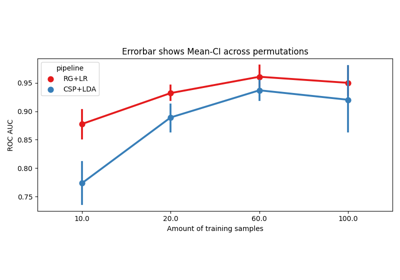 Errorbar shows Mean-CI across permutations
pipeline
RG+LR
CSP+LDA
0.95
0.90
0.85
0.80
0.75
ROC AUC
10.0
20.0
60.0
100.0
Amount of training samples